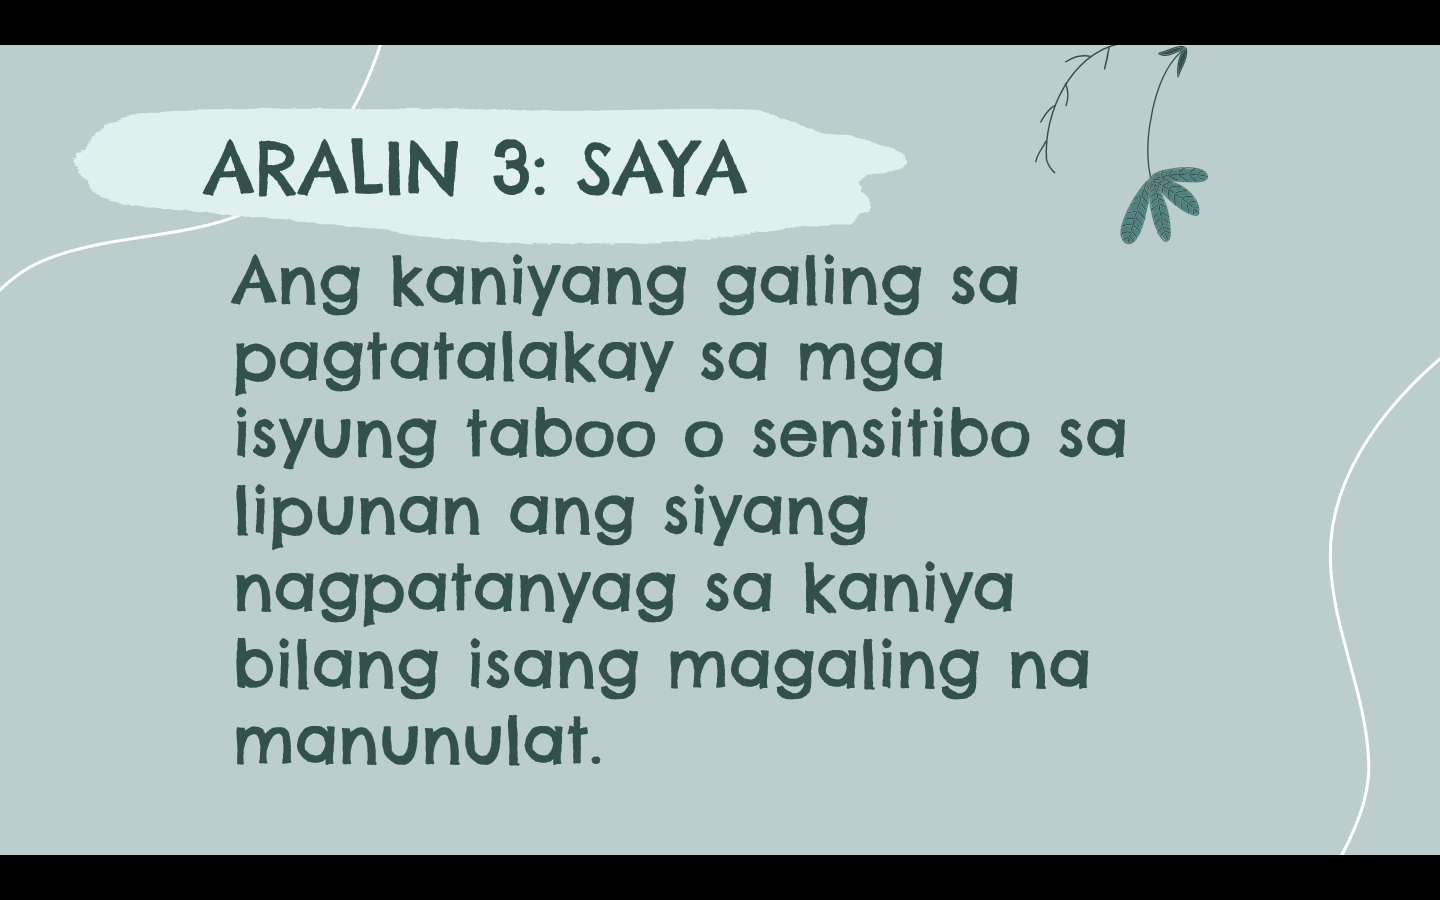 ARALIN 3: SAYA
Ang kaniyang galing sa
pagtatalakay sa mga
isyung taboo o sensitibo sa
lipunan ang siyang
nagpatanyag sa kaniya
bilang isang magaling na
manunulat.